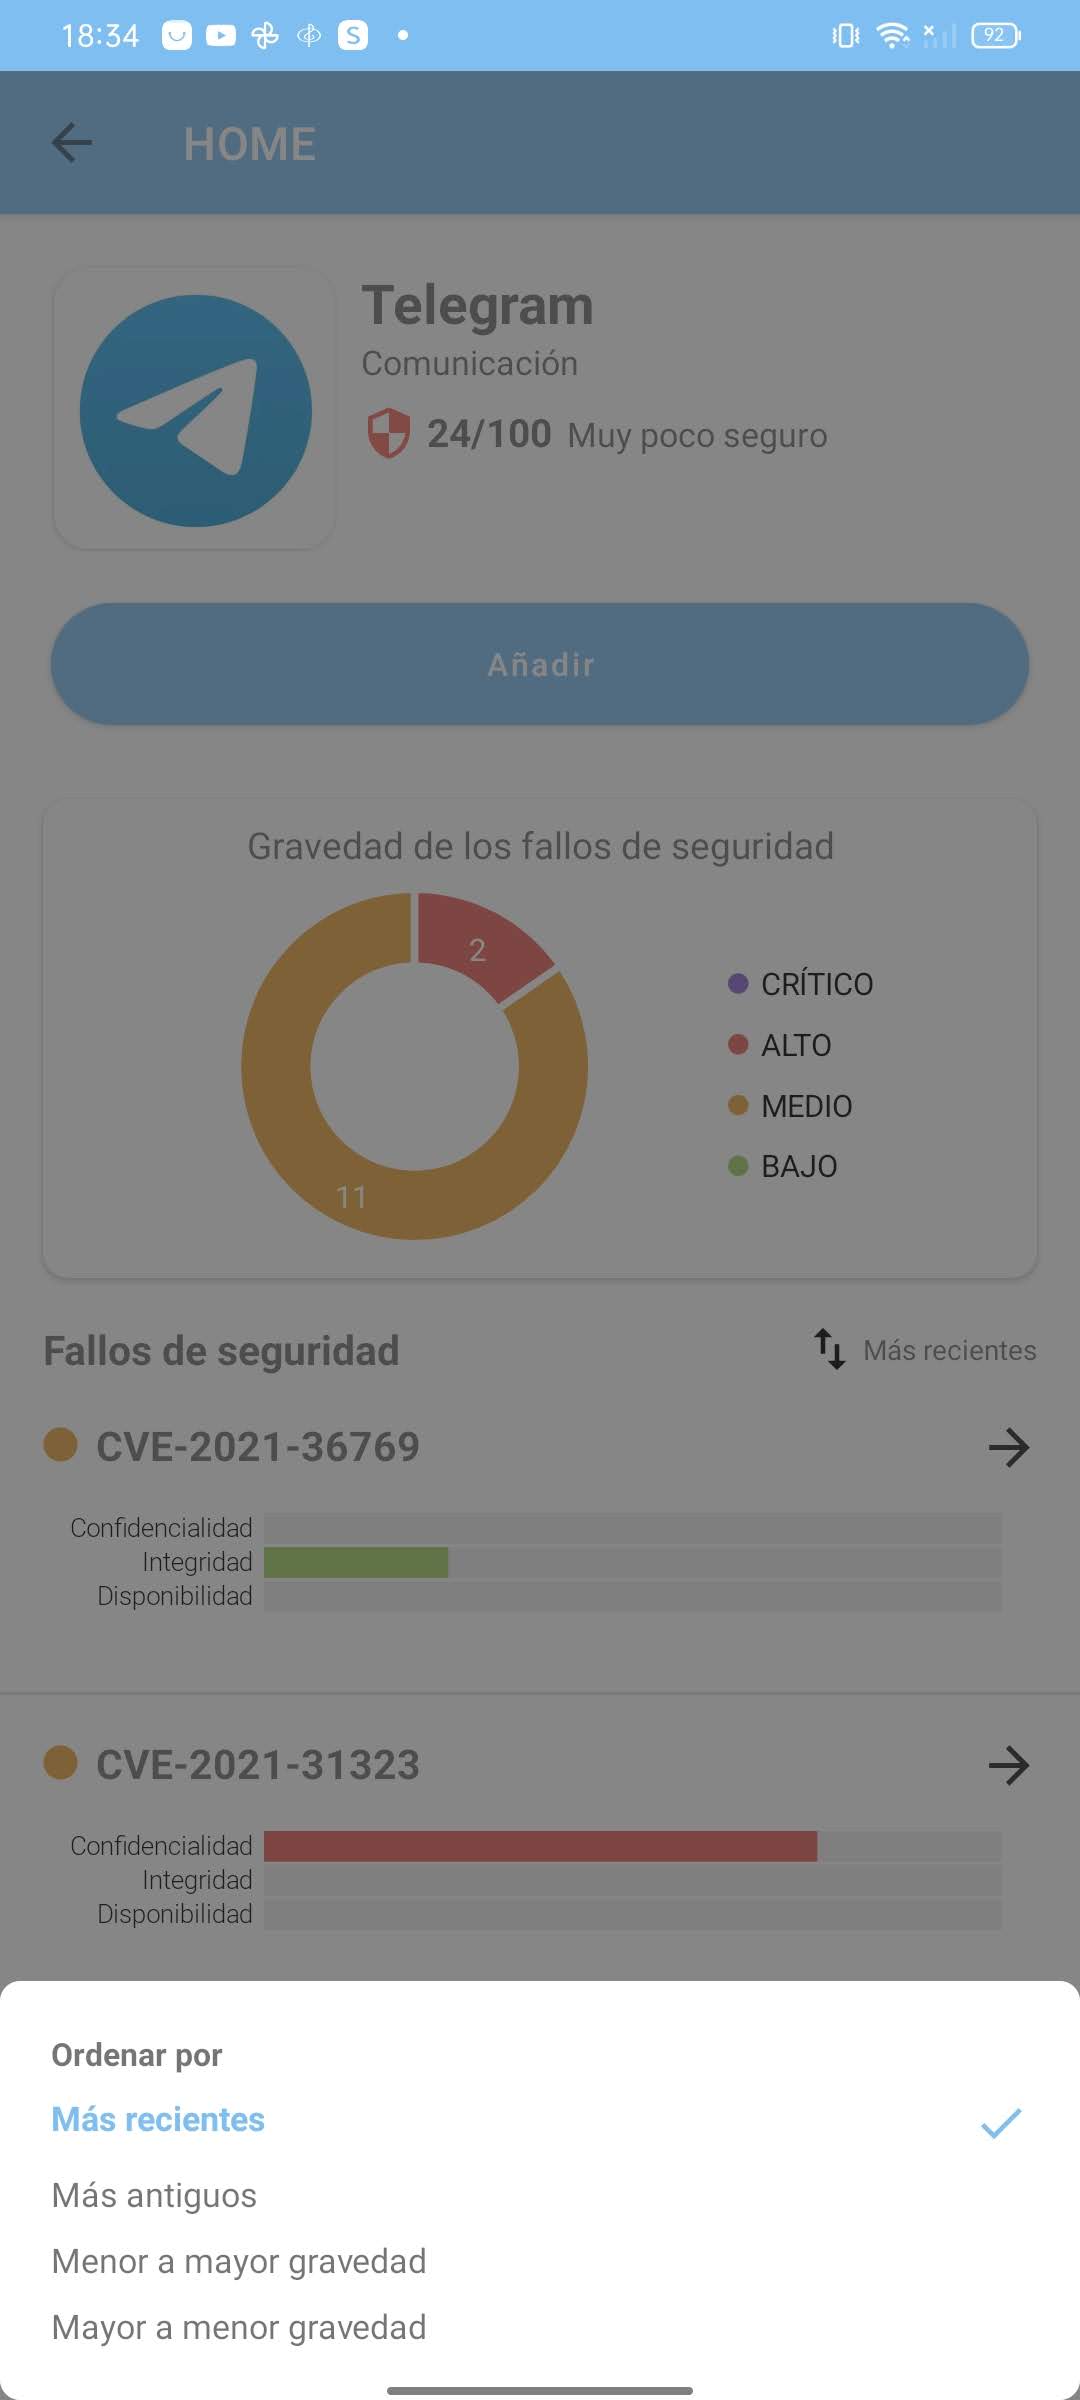 18:34
92
HOME
Telegram
Comunicación
24/100 Muy poco seguro
Añadir
Gravedad de los fallos de seguridad
2
11
CRÍTICO
ALTO
MEDIO
BAJO
Fallos de seguridad
Más recientes
CVE-2021-36769
Confidencialidad
Integridad
Disponibilidad
CVE-2021-31323
Confidencialidad
Integridad
Disponibilidad
Ordenar por
Más recientes
Más antiguos
Menor a mayor gravedad
Mayor a menor gravedad